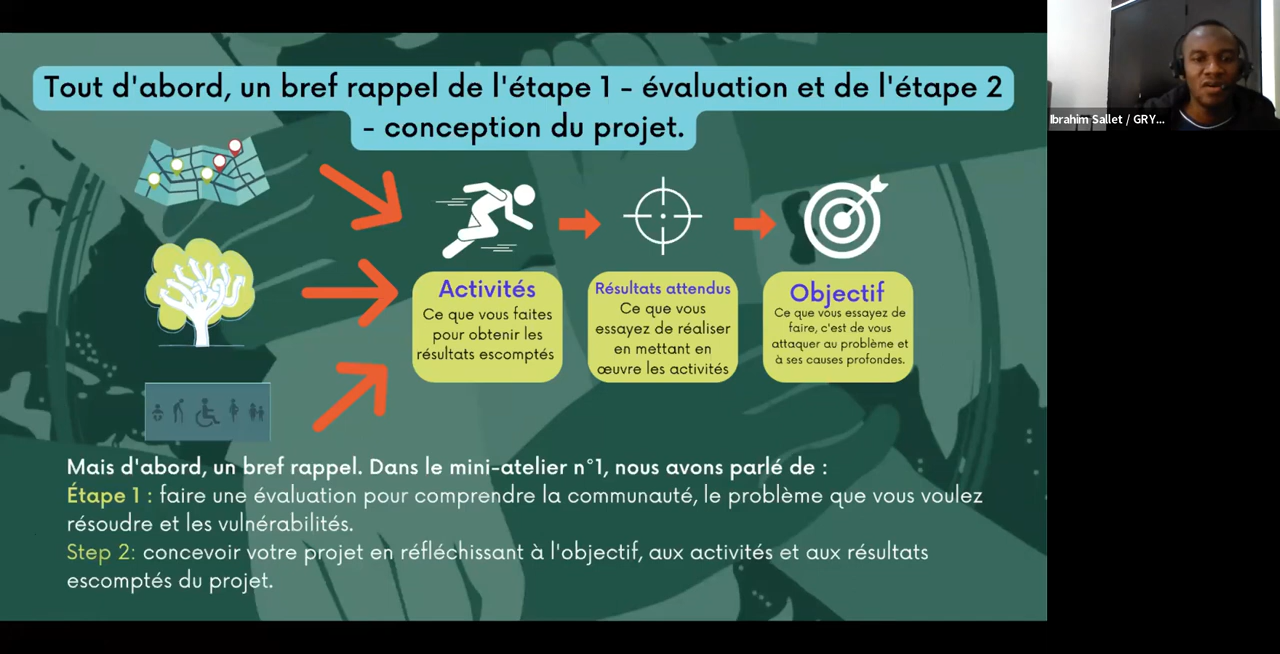 Tout d'abord, un bref rappel de l'étape 1 - évaluation et de l'étape 2
- conception du projet.
Ibrahim Sallet / GRY...
Activités
Ce que vous faites
pour obtenir les
résultats escomptés
Résultats attendus
Ce que vous
essayez de réaliser
en mettant en
œuvre les activités
Objectif
Ce que vous essayez de
faire, c'est de vous
attaquer au problème et
à ses causes profondes.
Mais d'abord, un bref rappel. Dans le mini-atelier n°1, nous avons parlé de :
Étape 1 : faire une évaluation pour comprendre la communauté, le problème que vous voulez
résoudre et les vulnérabilités.
Step 2: concevoir votre projet en réfléchissant à l'objectif, aux activités et aux résultats
escomptés du projet.